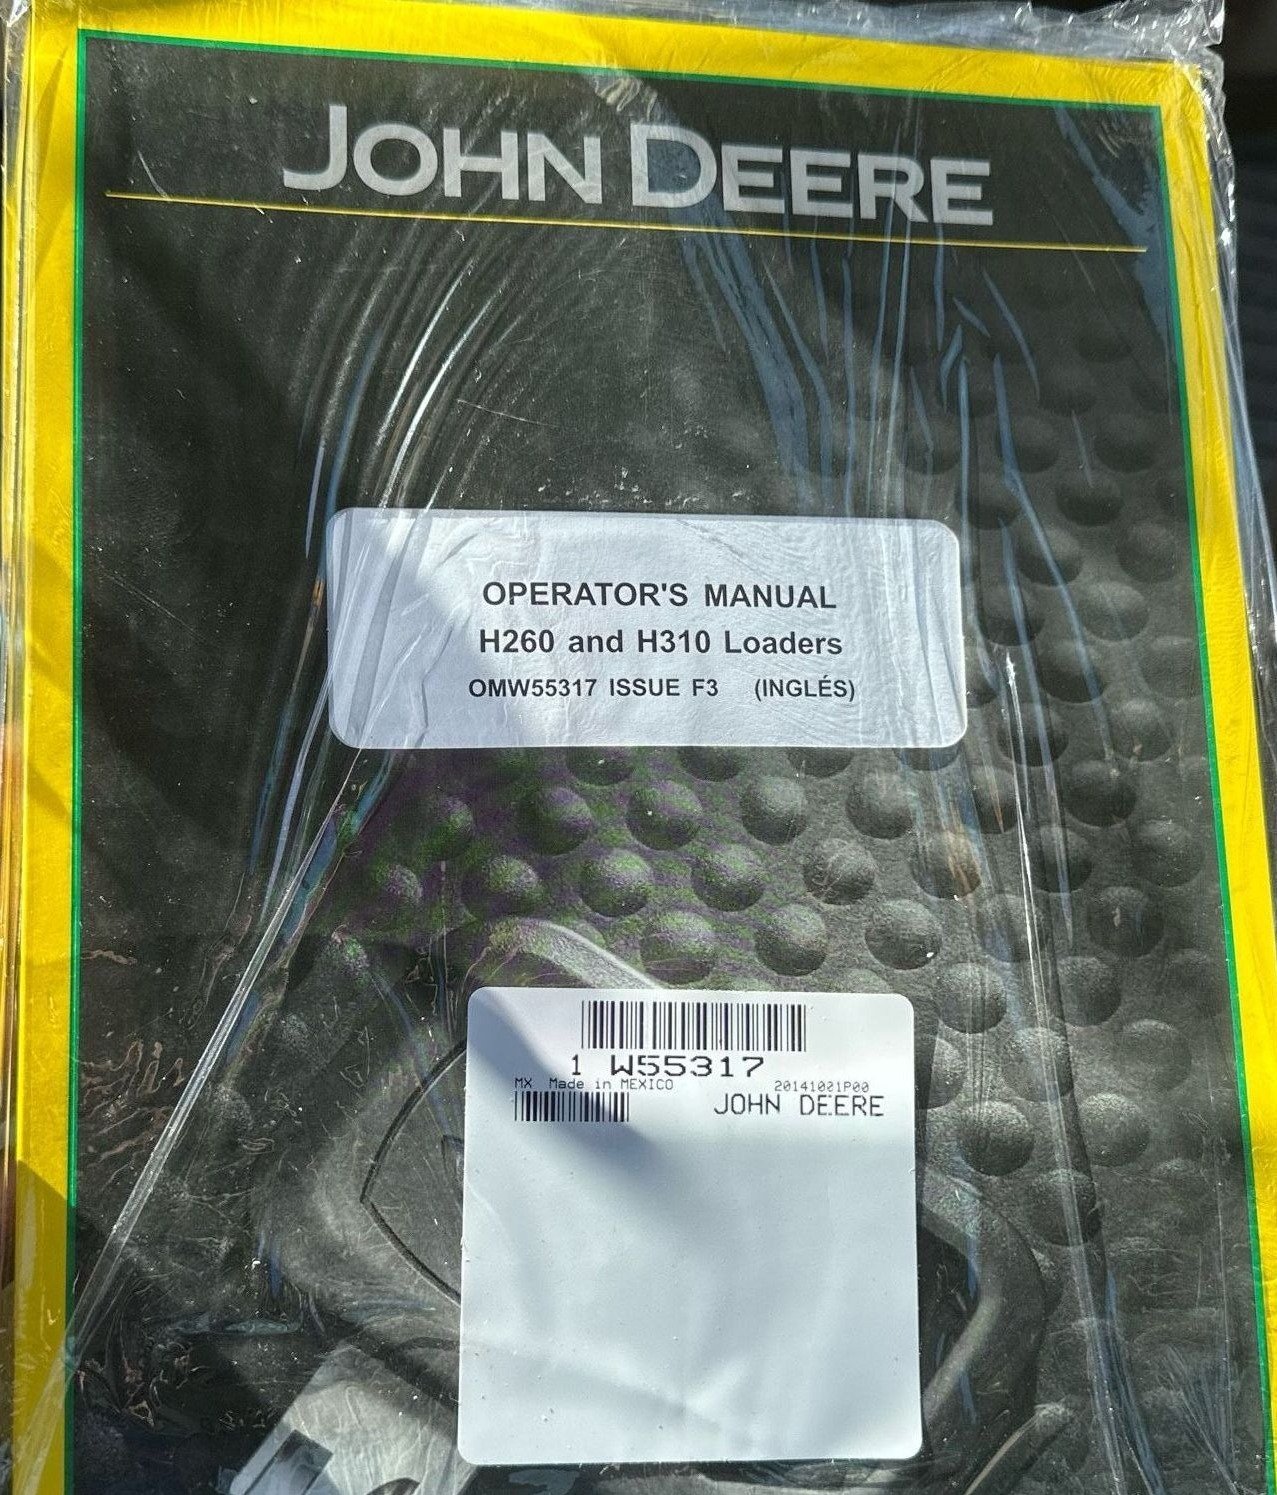 JOHN DEERE
OPERATOR'S MANUAL
H260 and H310 Loaders
OMW55317 ISSUE F3 (INGLÉS)
1 W55317
MX Made in MEXICO 20141021P00
JOHN DEERE